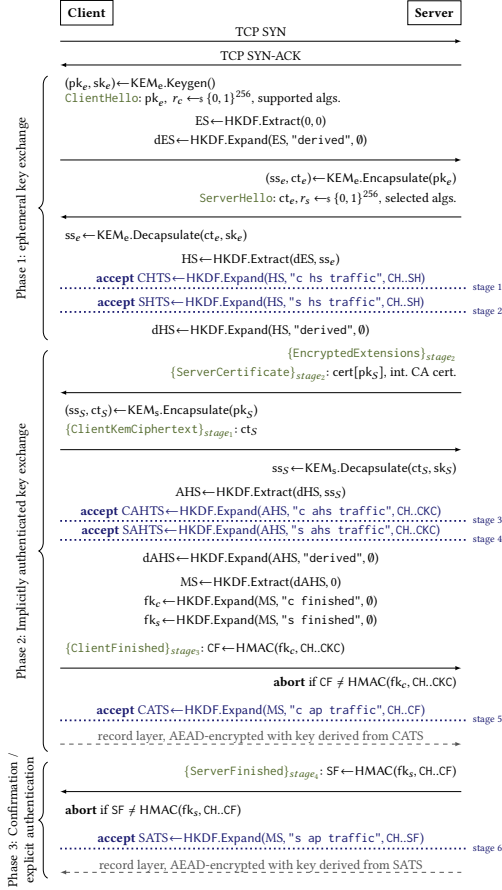 Client Server
TCP SYN
TCP SYN-ACK
Phase 1: ephemeral key exchange
(pkₑ, skₑ)←KEMₑ.Keygen()
ClientHello: pkₑ, r_c ←$ {0, 1}²⁵⁶, supported algs.
ES←HKDF.Extract(0, 0)
dES←HKDF.Expand(ES, "derived", ∅)
(ssₑ, ctₑ)←KEMₑ.Encapsulate(pkₑ)
ServerHello: ctₑ, r_s ←$ {0, 1}²⁵⁶, selected algs.
ssₑ←KEMₑ.Decapsulate(ctₑ, skₑ)
HS←HKDF.Extract(dES, ssₑ)
accept CHTS←HKDF.Expand(HS, "c hs traffic", CH..SH)
stage 1
accept SHTS←HKDF.Expand(HS, "s hs traffic", CH..SH)
stage 2
dHS←HKDF.Expand(HS, "derived", ∅)
Phase 2: Implicitly authenticated key exchange
{EncryptedExtensions}_stage₂
{ServerCertificate}_stage₂: cert[pk_S], int. CA cert.
(ss_S, ct_S)←KEM_s.Encapsulate(pk_S)
{ClientKemCiphertext}_stage₁: ct_S
ss_S←KEM_s.Decapsulate(ct_S, sk_S)
AHS←HKDF.Extract(dHS, ss_S)
accept CAHTS←HKDF.Expand(AHS, "c ahs traffic", CH..CKC)
stage 3
accept SAHTS←HKDF.Expand(AHS, "s ahs traffic", CH..CKC)
stage 4
dAHS←HKDF.Expand(AHS, "derived", ∅)
MS←HKDF.Extract(dAHS, 0)
fk_c←HKDF.Expand(MS, "c finished", ∅)
fk_s←HKDF.Expand(MS, "s finished", ∅)
{ClientFinished}_stage₃: CF←HMAC(fk_c, CH..CKC)
abort if CF ≠ HMAC(fk_c, CH..CKC)
accept CATS←HKDF.Expand(MS, "c ap traffic", CH..CF)
stage 5
record layer, AEAD-encrypted with key derived from CATS
Phase 3: Confirmation /
explicit authentication
{ServerFinished}_stage₄: SF←HMAC(fk_s, CH..CF)
abort if SF ≠ HMAC(fk_s, CH..CF)
accept SATS←HKDF.Expand(MS, "s ap traffic", CH..SF)
stage 6
record layer, AEAD-encrypted with key derived from SATS